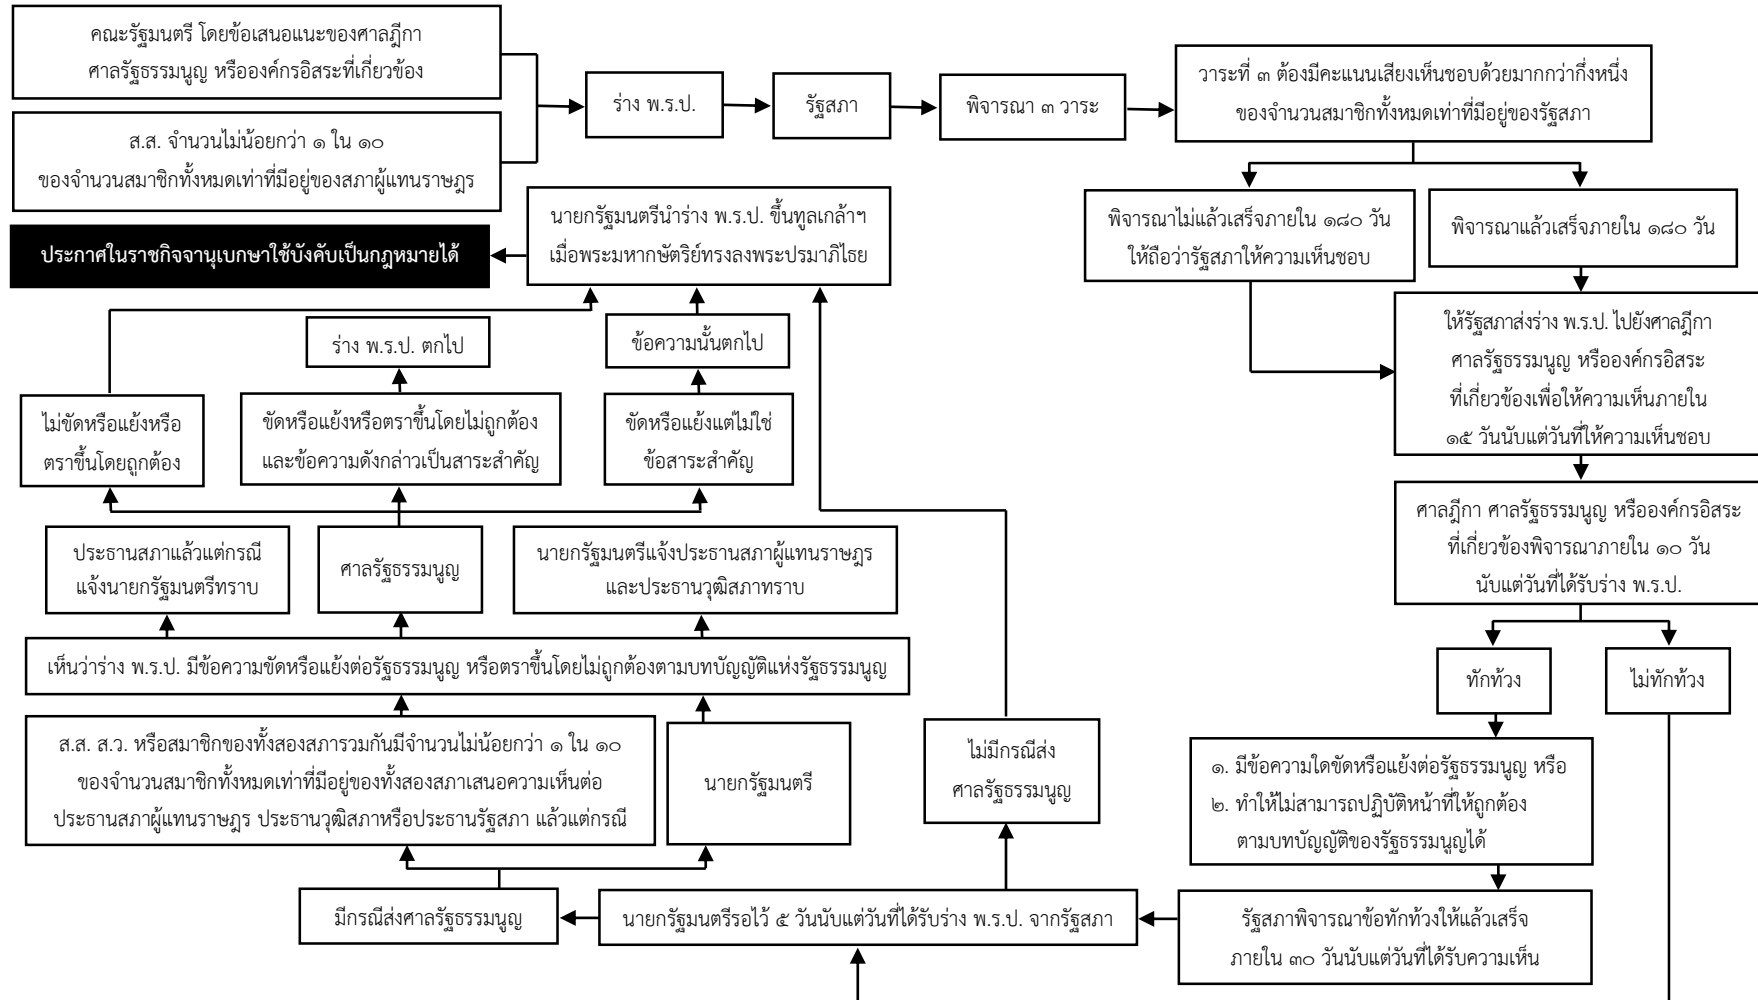 คณะรัฐมนตรี โดยข้อเสนอแนะของศาลฎีกา
ศาลรัฐธรรมนูญ หรือองค์กรอิสระที่เกี่ยวข้อง
ส.ส. จำนวนไม่น้อยกว่า ๑ ใน ๑๐
ของจำนวนสมาชิกทั้งหมดเท่าที่มีอยู่ของสภาผู้แทนราษฎร
ร่าง พ.ร.ป.
รัฐสภา
พิจารณา ๓ วาระ
วาระที่ ๓ ต้องมีคะแนนเสียงเห็นชอบด้วยมากกว่ากึ่งหนึ่ง
ของจำนวนสมาชิกทั้งหมดเท่าที่มีอยู่ของรัฐสภา
พิจารณาไม่แล้วเสร็จภายใน ๑๘๐ วัน
ให้ถือว่ารัฐสภาให้ความเห็นชอบ
พิจารณาแล้วเสร็จภายใน ๑๘๐ วัน
นายกรัฐมนตรีนำร่าง พ.ร.ป. ขึ้นทูลเกล้าฯ
เมื่อพระมหากษัตริย์ทรงลงพระปรมาภิไธย
ประกาศในราชกิจจานุเบกษาใช้บังคับเป็นกฎหมายได้
ให้รัฐสภาส่งร่าง พ.ร.ป. ไปยังศาลฎีกา
ศาลรัฐธรรมนูญ หรือองค์กรอิสระ
ที่เกี่ยวข้องเพื่อให้ความเห็นภายใน
๑๕ วันนับแต่วันที่ให้ความเห็นชอบ
ร่าง พ.ร.ป. ตกไป
ข้อความนั้นตกไป
ไม่ขัดหรือแย้งหรือ
ตราขึ้นโดยถูกต้อง
ขัดหรือแย้งหรือตราขึ้นโดยไม่ถูกต้อง
และข้อความดังกล่าวเป็นสาระสำคัญ
ขัดหรือแย้งแต่ไม่ใช่
ข้อสาระสำคัญ
ศาลฎีกา ศาลรัฐธรรมนูญ หรือองค์กรอิสระ
ที่เกี่ยวข้องพิจารณาภายใน ๑๐ วัน
นับแต่วันที่ได้รับร่าง พ.ร.ป.
ประธานสภาแล้วแต่กรณี
แจ้งนายกรัฐมนตรีทราบ
ศาลรัฐธรรมนูญ
นายกรัฐมนตรีแจ้งประธานสภาผู้แทนราษฎร
และประธานวุฒิสภาทราบ
เห็นว่าร่าง พ.ร.ป. มีข้อความขัดหรือแย้งต่อรัฐธรรมนูญ หรือตราขึ้นโดยไม่ถูกต้องตามบทบัญญัติแห่งรัฐธรรมนูญ
ทักท้วง
ไม่ทักท้วง
ส.ส. ส.ว. หรือสมาชิกของทั้งสองสภารวมกันมีจำนวนไม่น้อยกว่า ๑ ใน ๑๐
ของจำนวนสมาชิกทั้งหมดเท่าที่มีอยู่ของทั้งสองสภาเสนอความเห็นต่อ
ประธานสภาผู้แทนราษฎร ประธานวุฒิสภาหรือประธานรัฐสภา แล้วแต่กรณี
นายกรัฐมนตรี
ไม่มีกรณีส่ง
ศาลรัฐธรรมนูญ
๑. มีข้อความใดขัดหรือแย้งต่อรัฐธรรมนูญ หรือ
๒. ทำให้ไม่สามารถปฏิบัติหน้าที่ให้ถูกต้อง
ตามบทบัญญัติของรัฐธรรมนูญได้
มีกรณีส่งศาลรัฐธรรมนูญ
นายกรัฐมนตรีรอไว้ ๕ วันนับแต่วันที่ได้รับร่าง พ.ร.ป. จากรัฐสภา
รัฐสภาพิจารณาข้อทักท้วงให้แล้วเสร็จ
ภายใน ๓๐ วันนับแต่วันที่ได้รับความเห็น